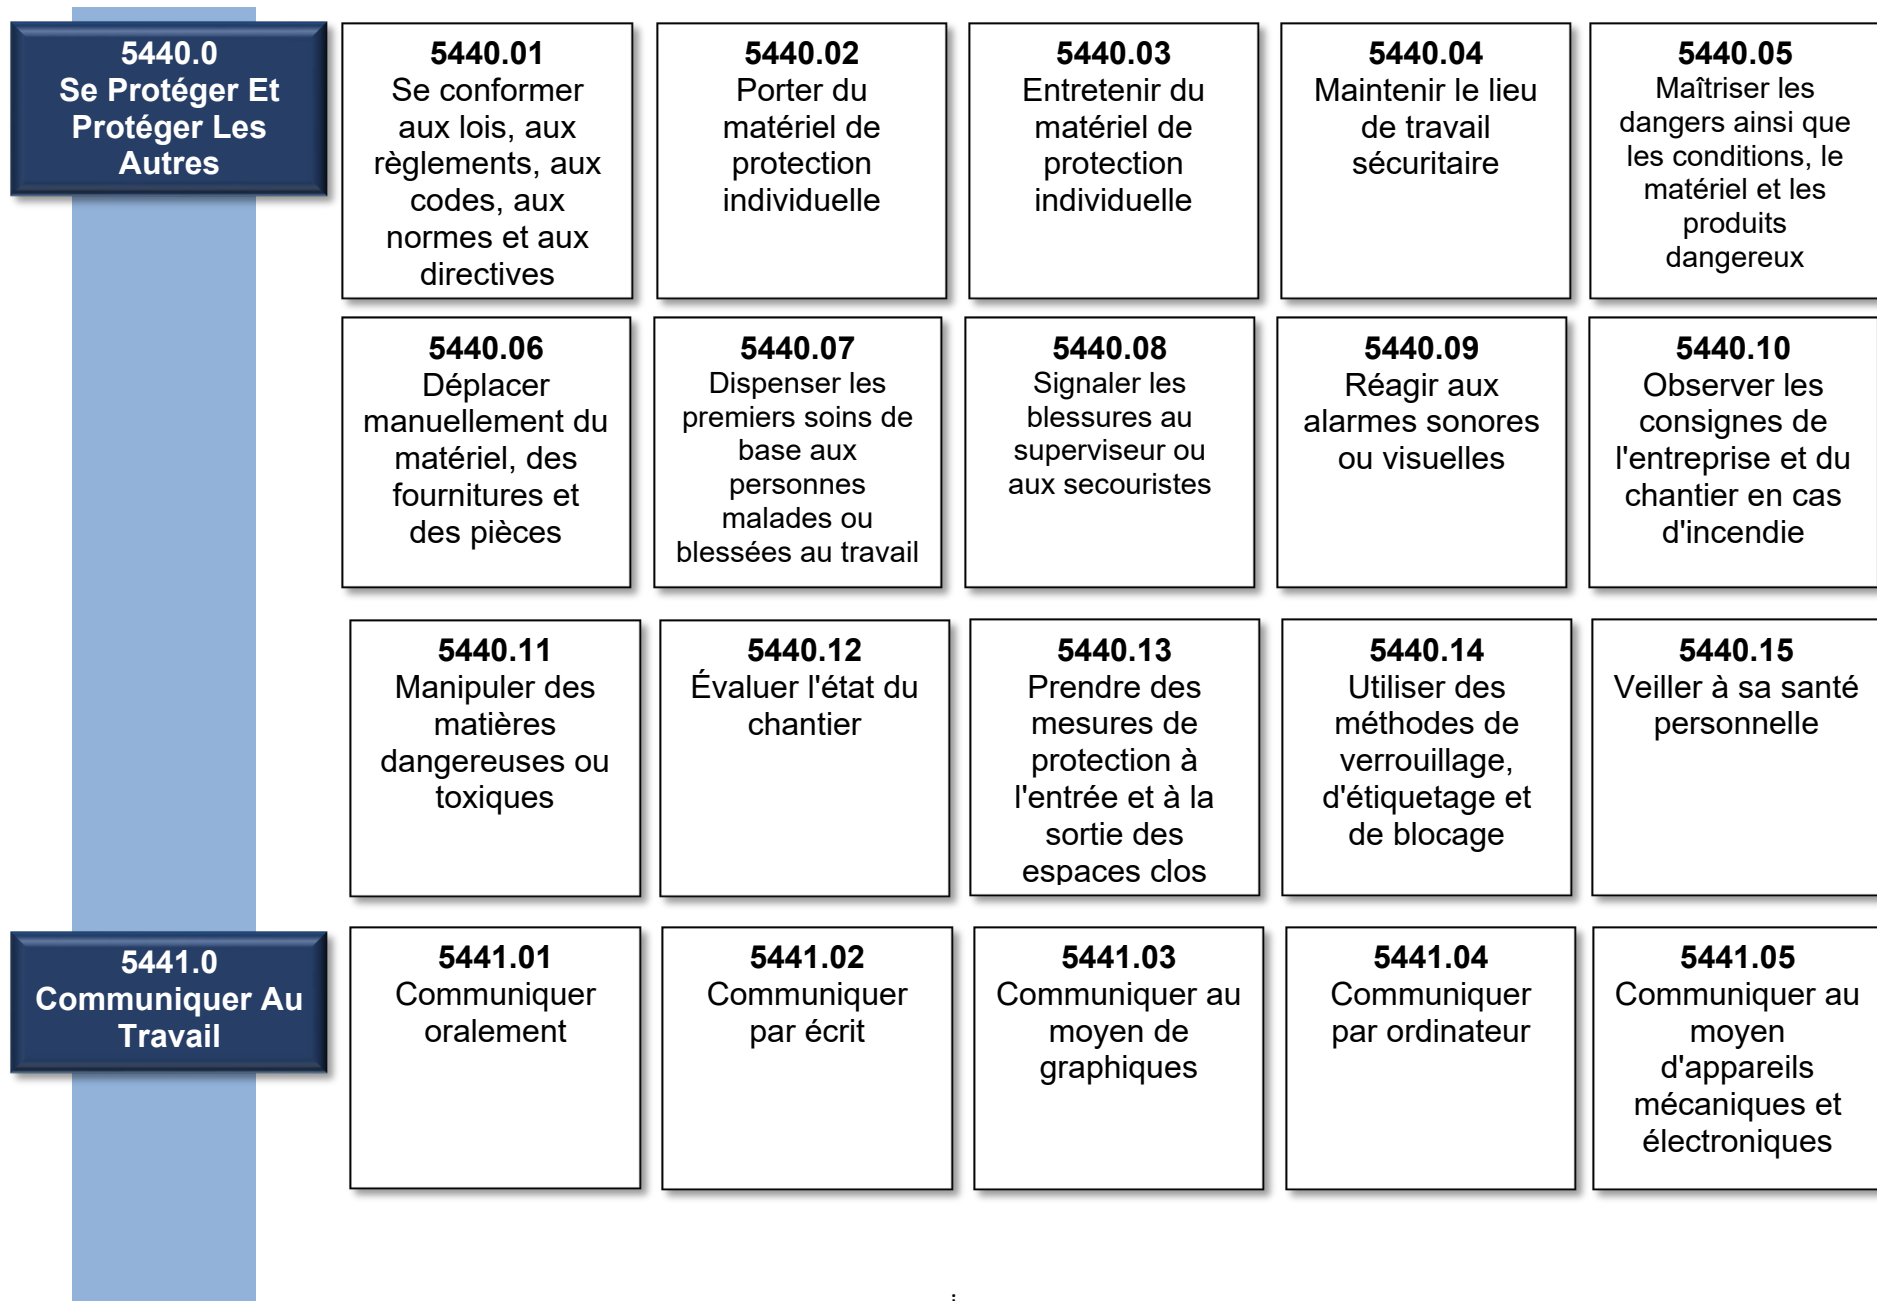 5440.0
Se Protéger Et
Protéger Les
Autres
5440.01
Se conformer
aux lois, aux
règlements, aux
codes, aux
normes et aux
directives
5440.02
Porter du
matériel de
protection
individuelle
5440.03
Entretenir du
matériel de
protection
individuelle
5440.04
Maintenir le lieu
de travail
sécuritaire
5440.05
Maîtriser les
dangers ainsi que
les conditions, le
matériel et les
produits
dangereux
5440.06
Déplacer
manuellement du
matériel, des
fournitures et
des pièces
5440.07
Dispenser les
premiers soins de
base aux
personnes
malades ou
blessées au travail
5440.08
Signaler les
blessures au
superviseur ou
aux secouristes
5440.09
Réagir aux
alarmes sonores
ou visuelles
5440.10
Observer les
consignes de
l'entreprise et du
chantier en cas
d'incendie
5440.11
Manipuler des
matières
dangereuses ou
toxiques
5440.12
Évaluer l'état du
chantier
5440.13
Prendre des
mesures de
protection à
l'entrée et à la
sortie des
espaces clos
5440.14
Utiliser des
méthodes de
verrouillage,
d'étiquetage et
de blocage
5440.15
Veiller à sa santé
personnelle
5441.0
Communiquer Au
Travail
5441.01
Communiquer
oralement
5441.02
Communiquer
par écrit
5441.03
Communiquer au
moyen de
graphiques
5441.04
Communiquer
par ordinateur
5441.05
Communiquer au
moyen
d'appareils
mécaniques et
électroniques